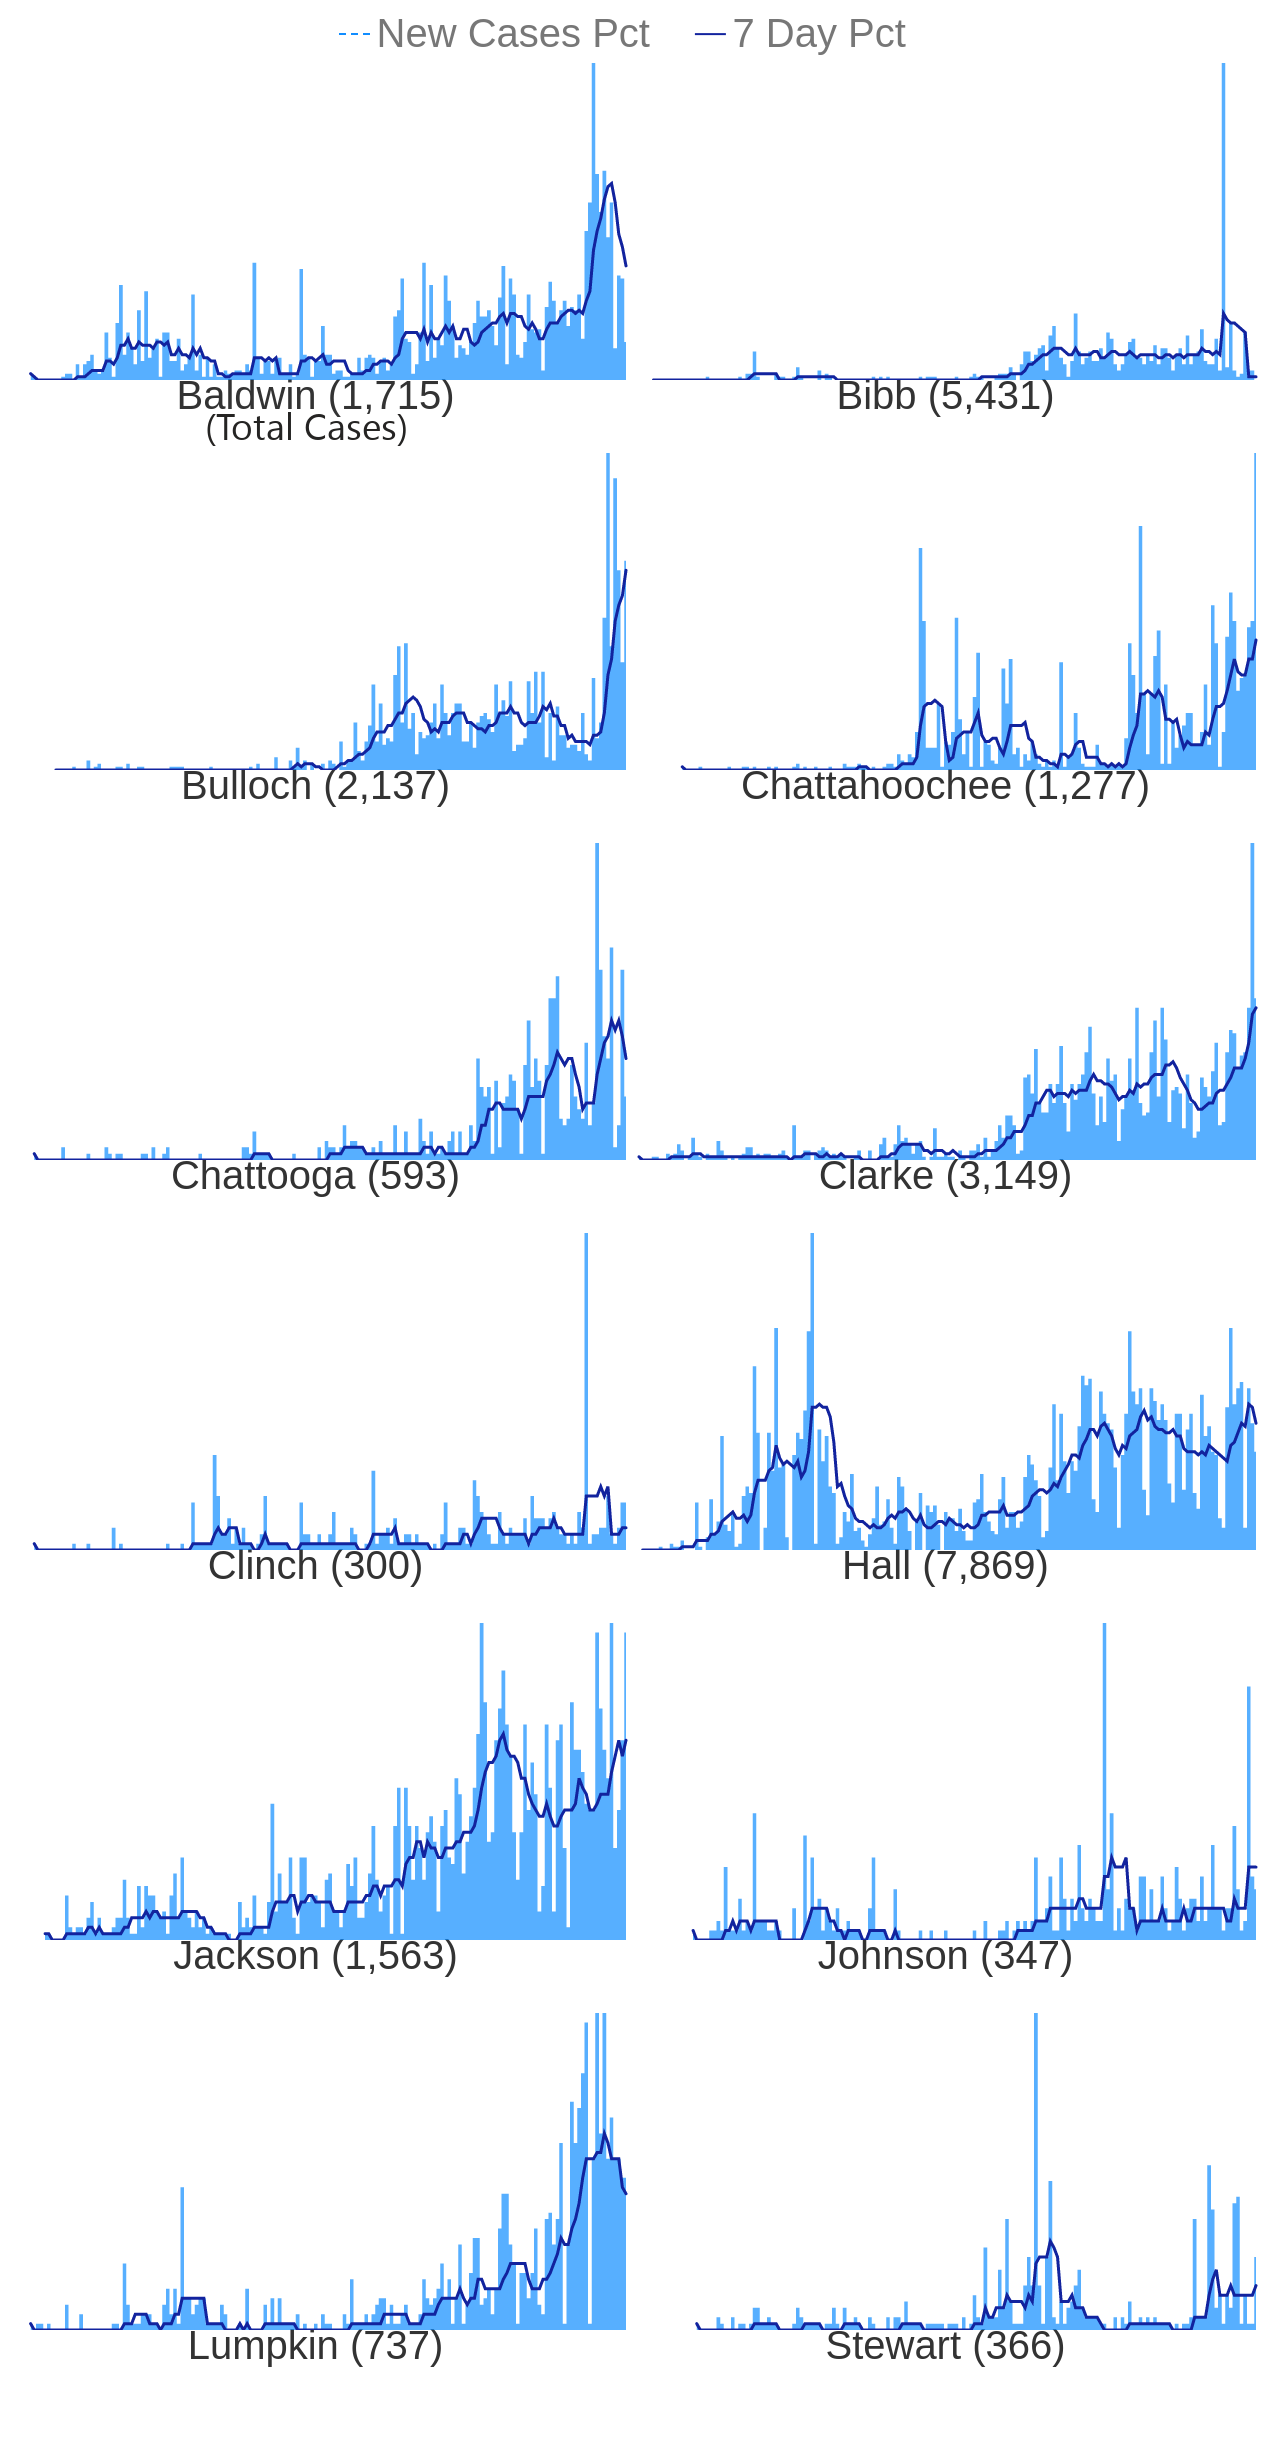 New Cases Pct 7 Day Pct
Baldwin (1,715) Bibb (5,431)
(Total Cases)
Bulloch (2,137) Chattahoochee (1,277)
Chattooga (593) Clarke (3,149)
Clinch (300) Hall (7,869)
Jackson (1,563) Johnson (347)
Lumpkin (737) Stewart (366)